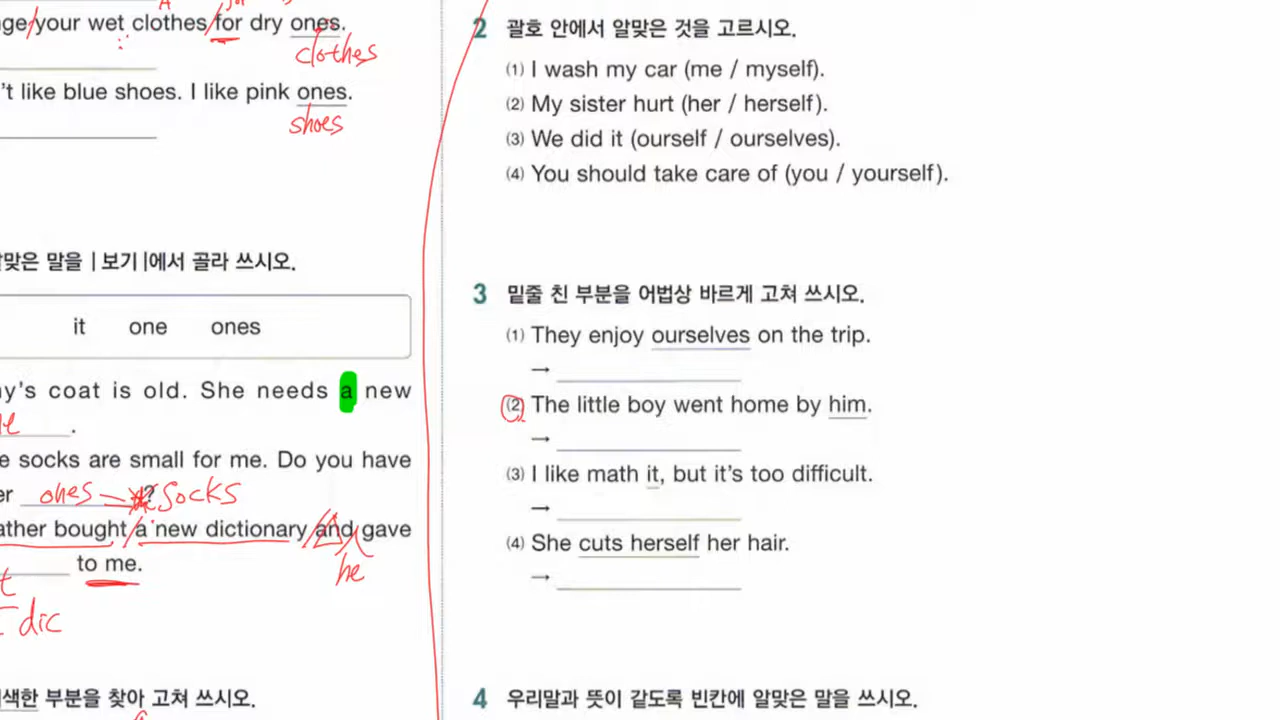 ge your wet clothes for dry ones.
clothes
't like blue shoes. I like pink ones.
shoes
맞은 말을 | 보기 |에서 골라 쓰시오.
it one ones
y's coat is old. She needs a new
e socks are small for me. Do you have
er ones ? socks
ather bought a new dictionary and gave
he
to me.
dic
색한 부분을 찾아 고쳐 쓰시오.
2 괄호 안에서 알맞은 것을 고르시오.
(1) I wash my car (me / myself).
(2) My sister hurt (her / herself).
(3) We did it (ourself / ourselves).
(4) You should take care of (you / yourself).
3 밑줄 친 부분을 어법상 바르게 고쳐 쓰시오.
(1) They enjoy ourselves on the trip.
→
(2) The little boy went home by him.
→
(3) I like math it, but it's too difficult.
→
(4) She cuts herself her hair.
→
4 우리말과 뜻이 같도록 빈칸에 알맞은 말을 쓰시오.